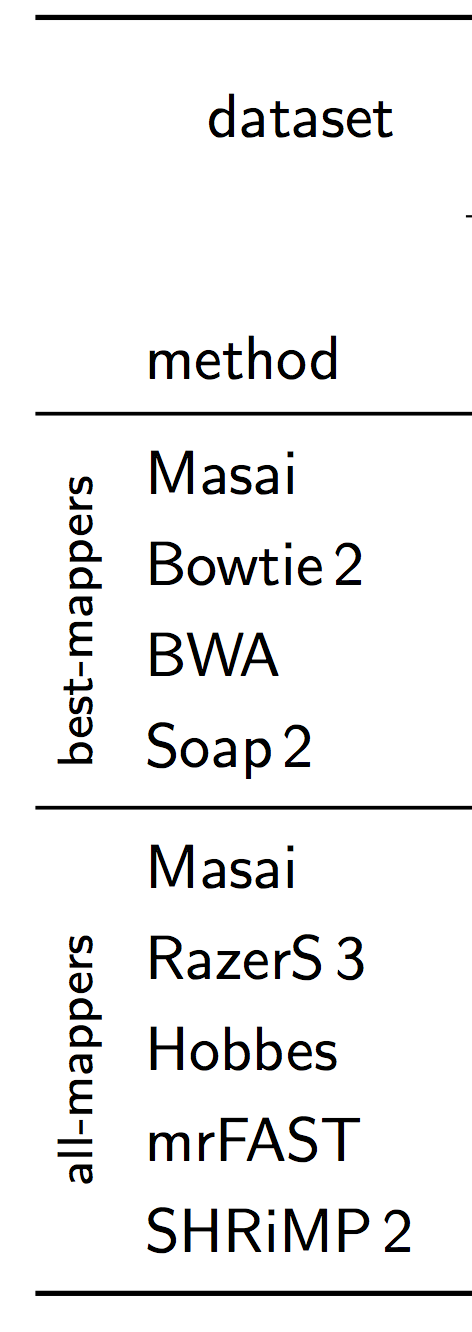 dataset
method
best-mappers
Masai
Bowtie 2
BWA
Soap 2
all-mappers
Masai
RazerS 3
Hobbes
mrFAST
SHRiMP 2